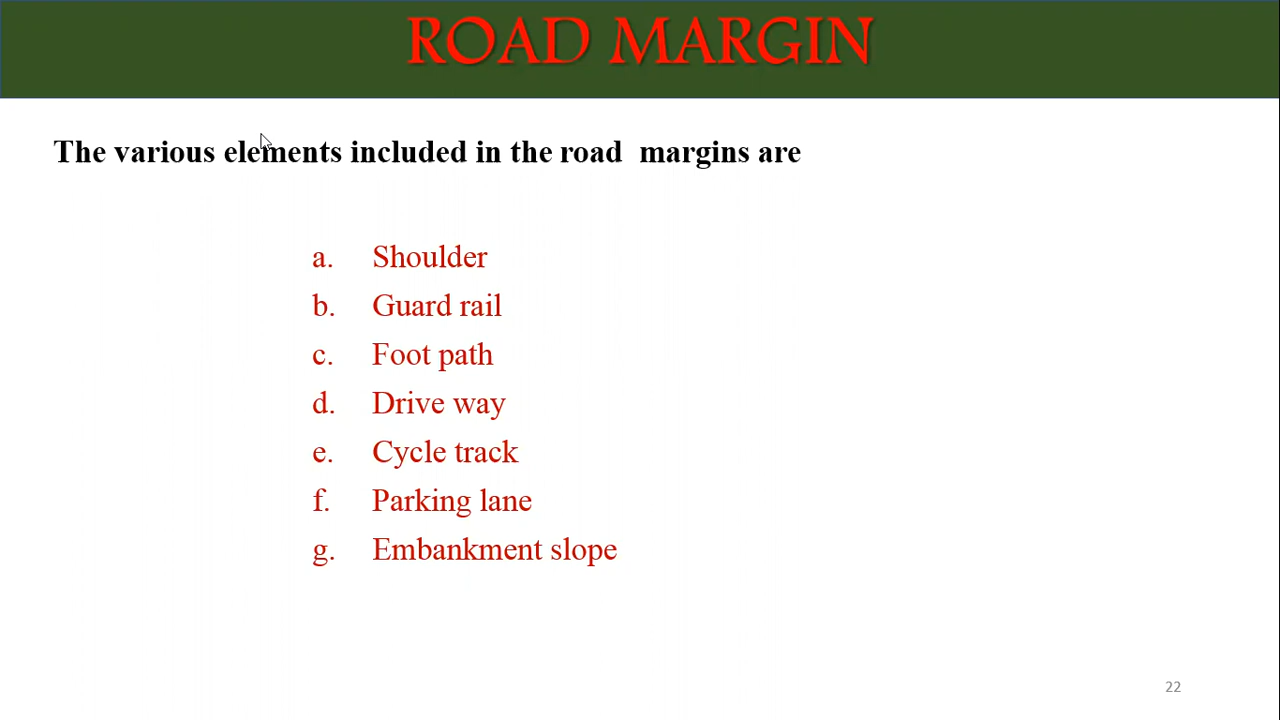 ROAD MARGIN
The various elements included in the road margins are
a. Shoulder
b. Guard rail
c. Foot path
d. Drive way
e. Cycle track
f. Parking lane
g. Embankment slope
22